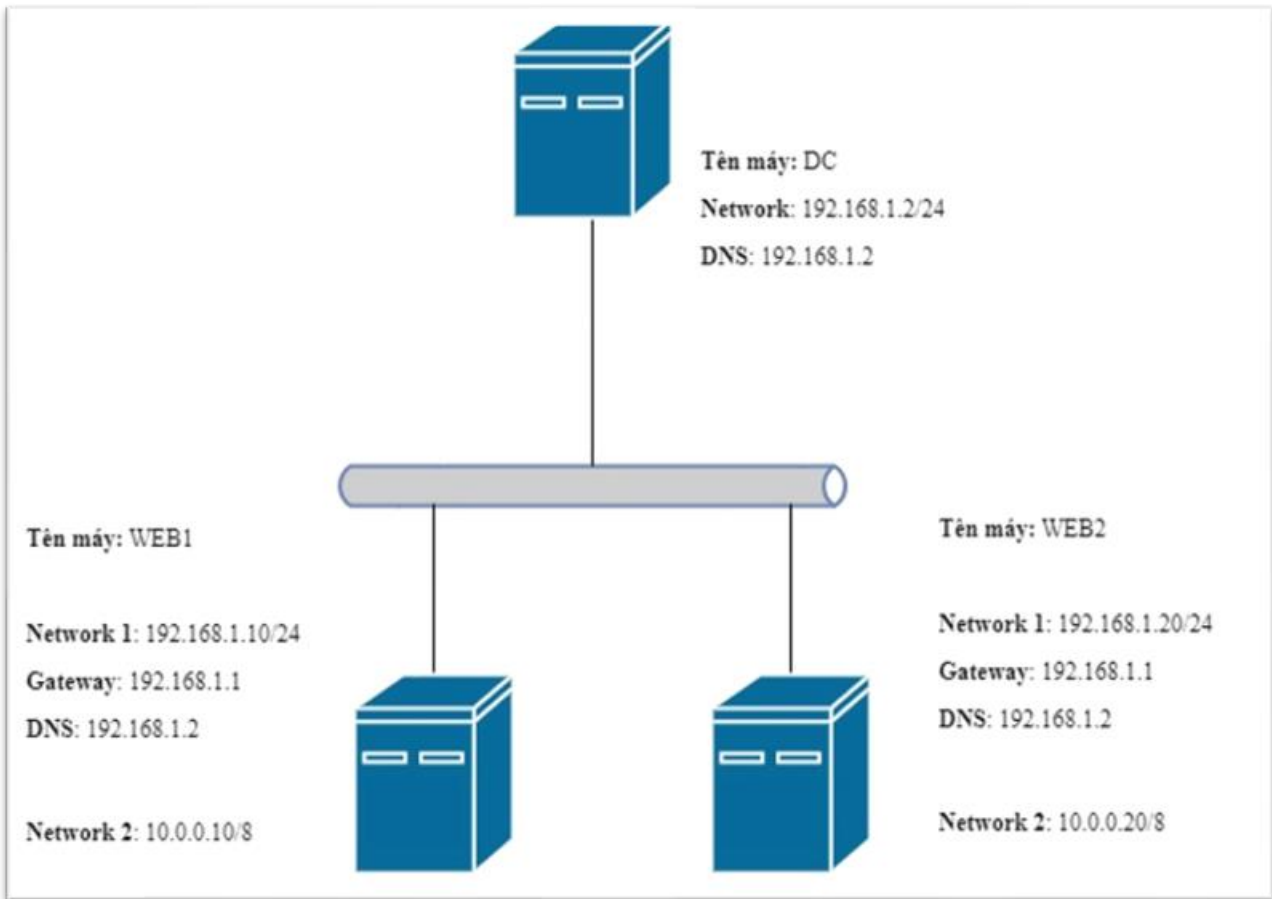 Tên máy: DC
Network: 192.168.1.2/24
DNS: 192.168.1.2
Tên máy: WEB1
Network 1: 192.168.1.10/24
Gateway: 192.168.1.1
DNS: 192.168.1.2
Network 2: 10.0.0.10/8
Tên máy: WEB2
Network 1: 192.168.1.20/24
Gateway: 192.168.1.1
DNS: 192.168.1.2
Network 2: 10.0.0.20/8